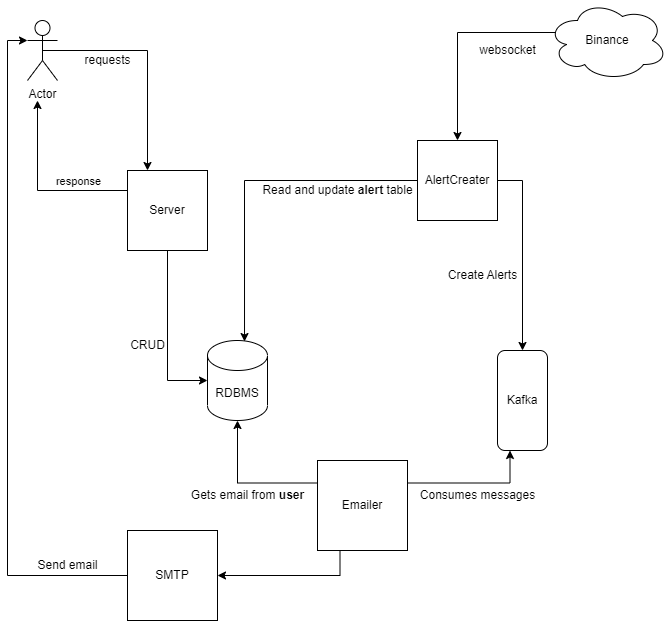 Binance
websocket
requests
Actor
response
AlertCreater
Read and update alert table
Server
Create Alerts
CRUD
RDBMS
Kafka
Gets email from user
Consumes messages
Emailer
Send email
SMTP